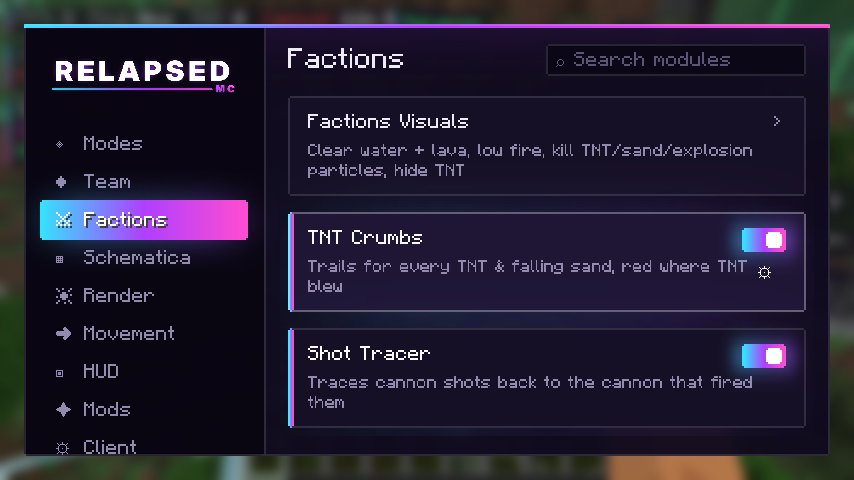 RELAPSED
MC
Modes
Team
Factions
Schematica
Render
Movement
HUD
Mods
Client
Factions
Search modules
Factions Visuals
Clear water + lava, low fire, kill TNT/sand/explosion
particles, hide TNT
TNT Crumbs
Trails for every TNT & falling sand, red where TNT
blew
Shot Tracer
Traces cannon shots back to the cannon that fired
them